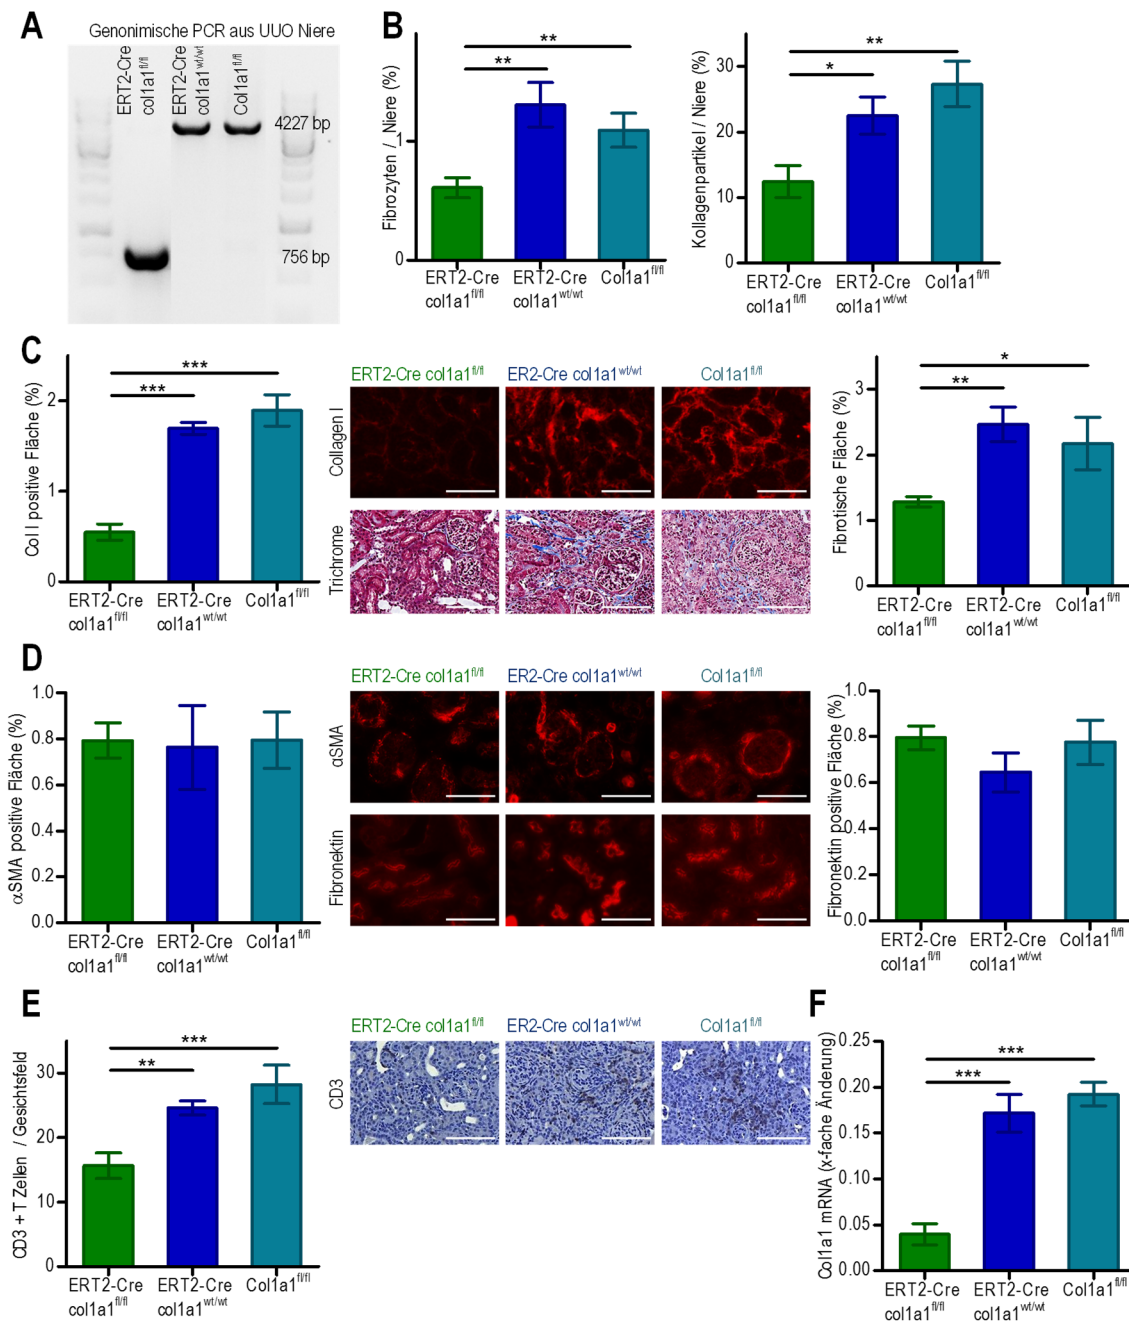 A
Genonimische PCR aus UUO Niere
ERT2-Cre
col1a1fl/fl
ERT2-Cre
col1a1wt/wt
Col1a1fl/fl
4227 bp
756 bp
B
Fibrozyten / Niere (%)
1
0
**
**
ERT2-Cre
col1a1fl/fl
ERT2-Cre
col1a1wt/wt
Col1a1fl/fl
Kollagenpartikel / Niere (%)
30
20
10
0
**
*
ERT2-Cre
col1a1fl/fl
ERT2-Cre
col1a1wt/wt
Col1a1fl/fl
C
Col I positive Fläche (%)
2
1
0
***
***
ERT2-Cre
col1a1fl/fl
ERT2-Cre
col1a1wt/wt
Col1a1fl/fl
ERT2-Cre col1a1fl/fl
ER2-Cre col1a1wt/wt
Col1a1fl/fl
Collagen I
Trichrome
Fibrotische Fläche (%)
3
2
1
0
*
**
ERT2-Cre
col1a1fl/fl
ERT2-Cre
col1a1wt/wt
Col1a1fl/fl
D
αSMA positive Fläche (%)
1.0
0.8
0.6
0.4
0.2
0.0
ERT2-Cre
col1a1fl/fl
ERT2-Cre
col1a1wt/wt
Col1a1fl/fl
ERT2-Cre col1a1fl/fl
ER2-Cre col1a1wt/wt
Col1a1fl/fl
αSMA
Fibronektin
Fibronektin positive Fläche (%)
1.0
0.8
0.6
0.4
0.2
0.0
ERT2-Cre
col1a1fl/fl
ERT2-Cre
col1a1wt/wt
Col1a1fl/fl
E
CD3 + T Zellen / Gesichtsfeld
30
20
10
0
***
**
ERT2-Cre
col1a1fl/fl
ERT2-Cre
col1a1wt/wt
Col1a1fl/fl
ERT2-Cre col1a1fl/fl
ER2-Cre col1a1wt/wt
Col1a1fl/fl
CD3
F
Col1a1 mRNA (x-fache Änderung)
0.25
0.20
0.15
0.10
0.05
0.00
***
***
ERT2-Cre
col1a1fl/fl
ERT2-Cre
col1a1wt/wt
Col1a1fl/fl